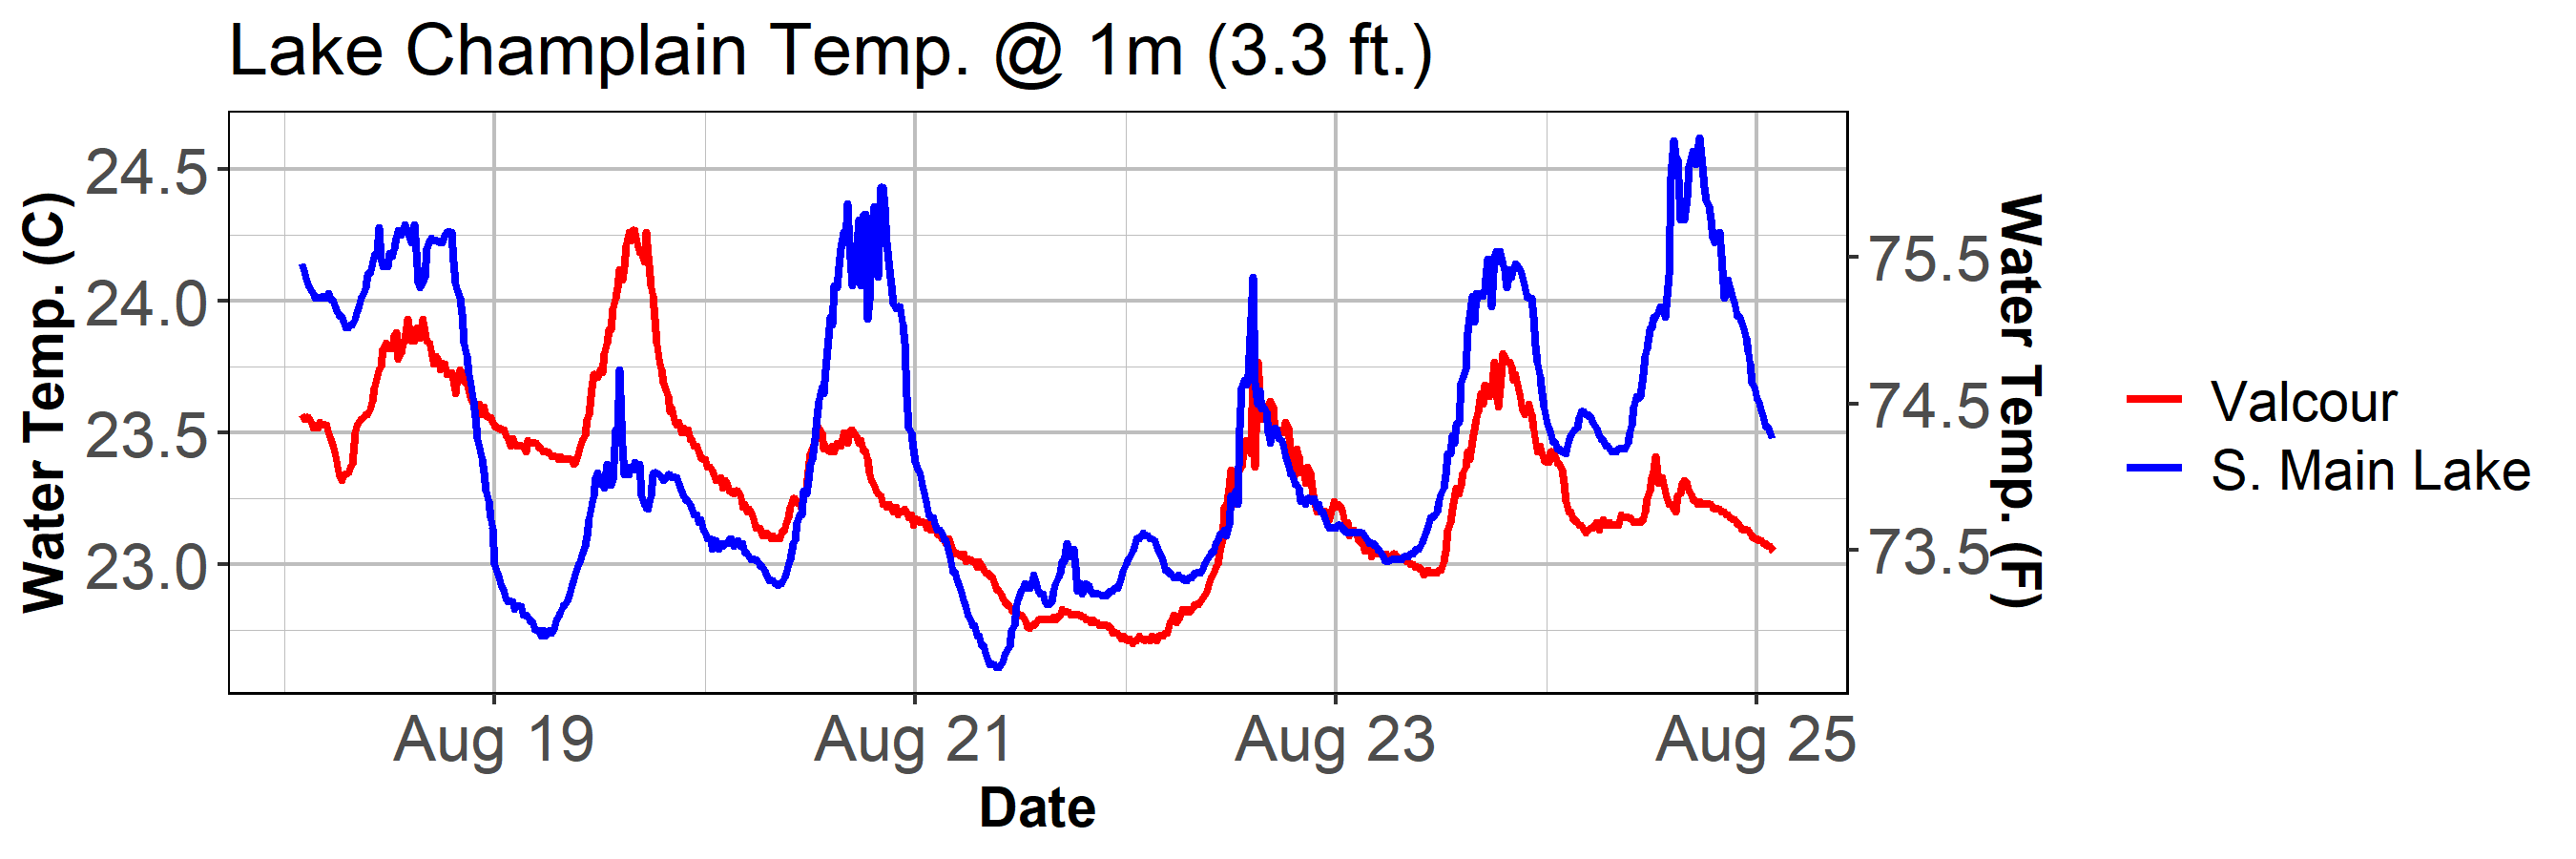 Lake Champlain Temp. @ 1m (3.3 ft.)
Water Temp. (C)
24.5
24.0
23.5
23.0
75.5
74.5
73.5
Water Temp. (F)
Valcour
S. Main Lake
Aug 19
Aug 21
Aug 23
Aug 25
Date